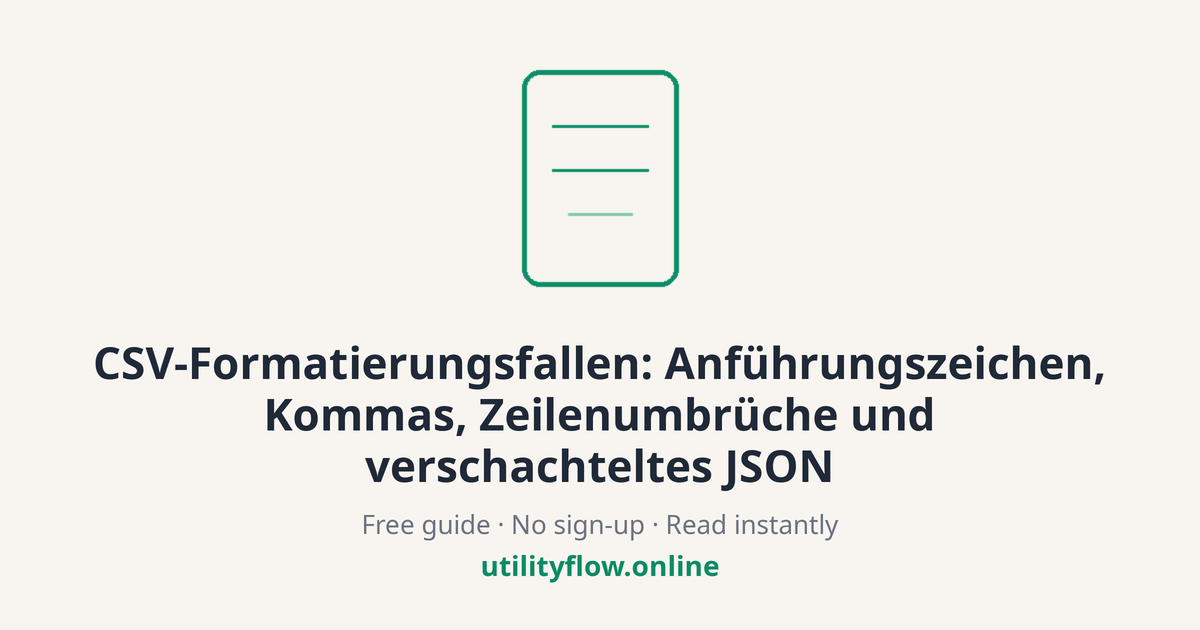 CSV-Formatierungsfallen: Anführungszeichen,
Kommas, Zeilenumbrüche und
verschachteltes JSON
Free guide · No sign-up · Read instantly
utilityflow.online